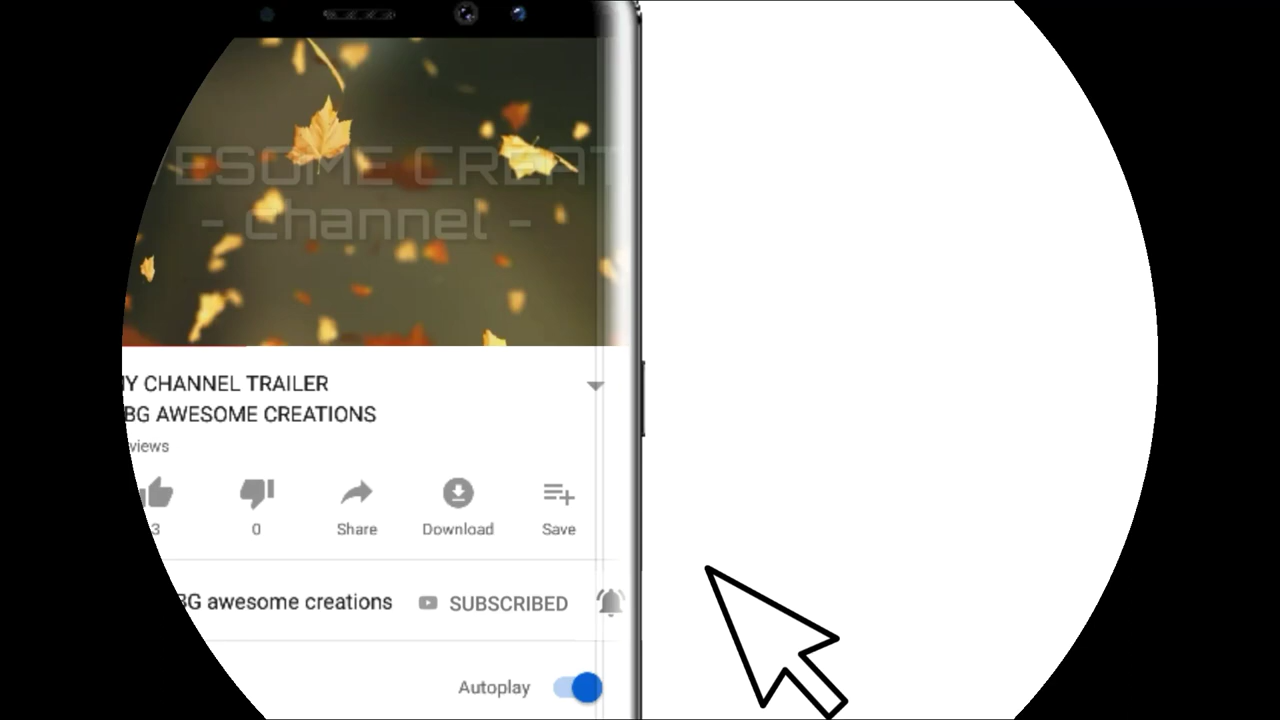 ESOME CREAT
- channel -
MY CHANNEL TRAILER
BG AWESOME CREATIONS
views
3
0
Share
Download
Save
BG awesome creations
SUBSCRIBED
Autoplay